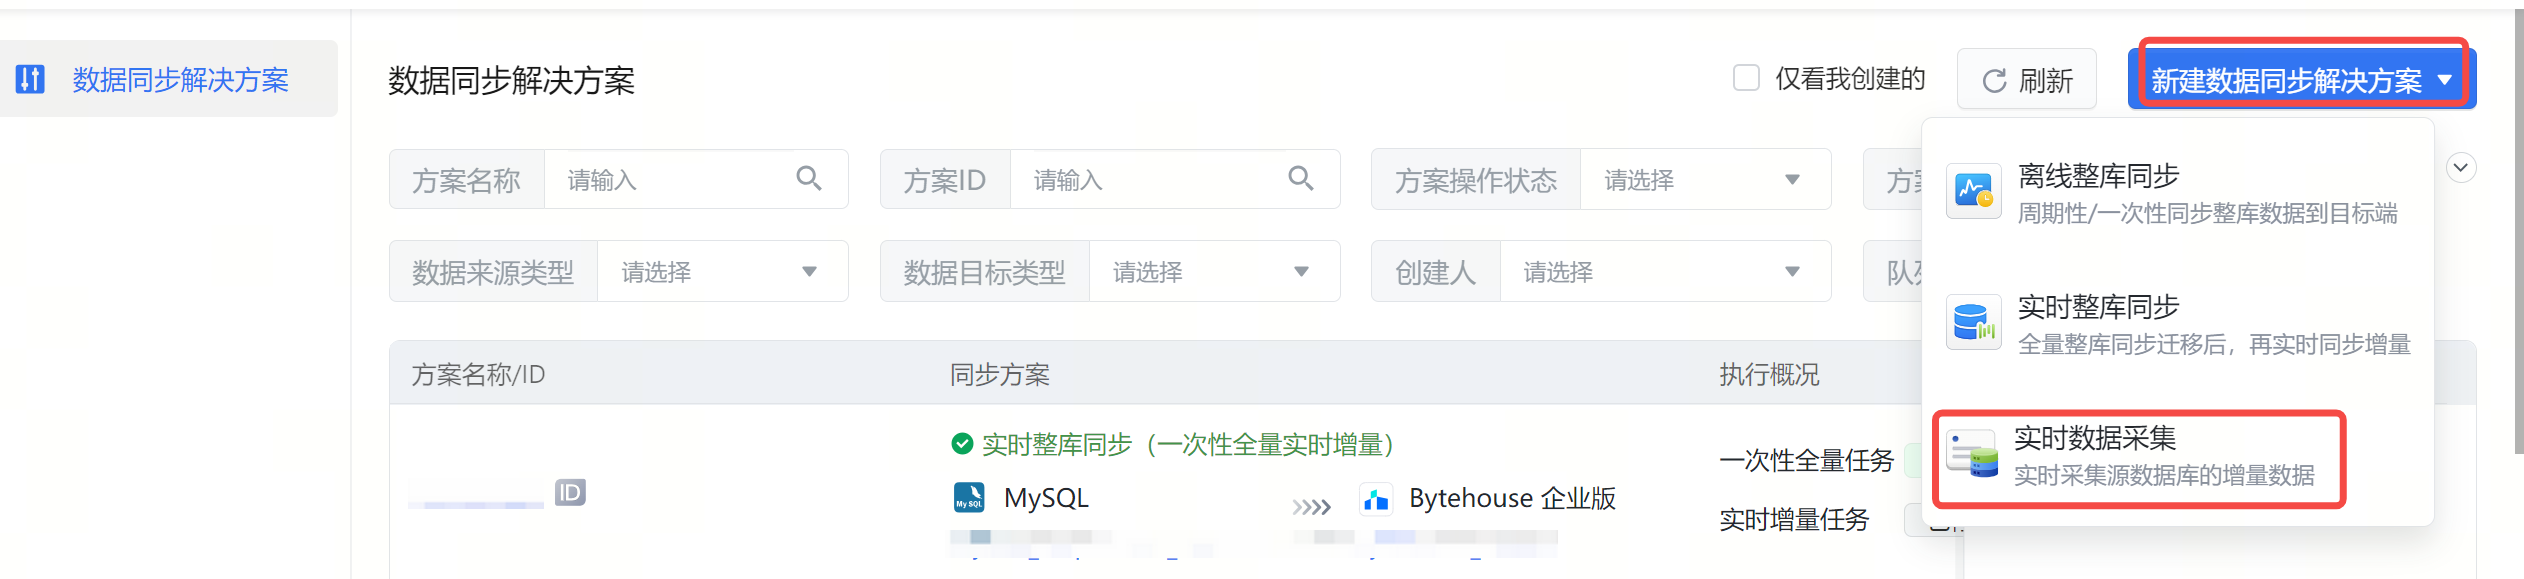 数据同步解决方案
数据同步解决方案
仅看我创建的
刷新
新建数据同步解决方案
方案名称
请输入
方案ID
请输入
方案操作状态
请选择
数据来源类型
请选择
数据目标类型
请选择
创建人
请选择
离线整库同步
周期性/一次性同步整库数据到目标端
实时整库同步
全量整库同步迁移后，再实时同步增量
实时数据采集
实时采集源数据库的增量数据
方案名称/ID
同步方案
执行概况
ID
实时整库同步（一次性全量实时增量）
My SQL
MySQL
Bytehouse 企业版
一次性全量任务
实时增量任务